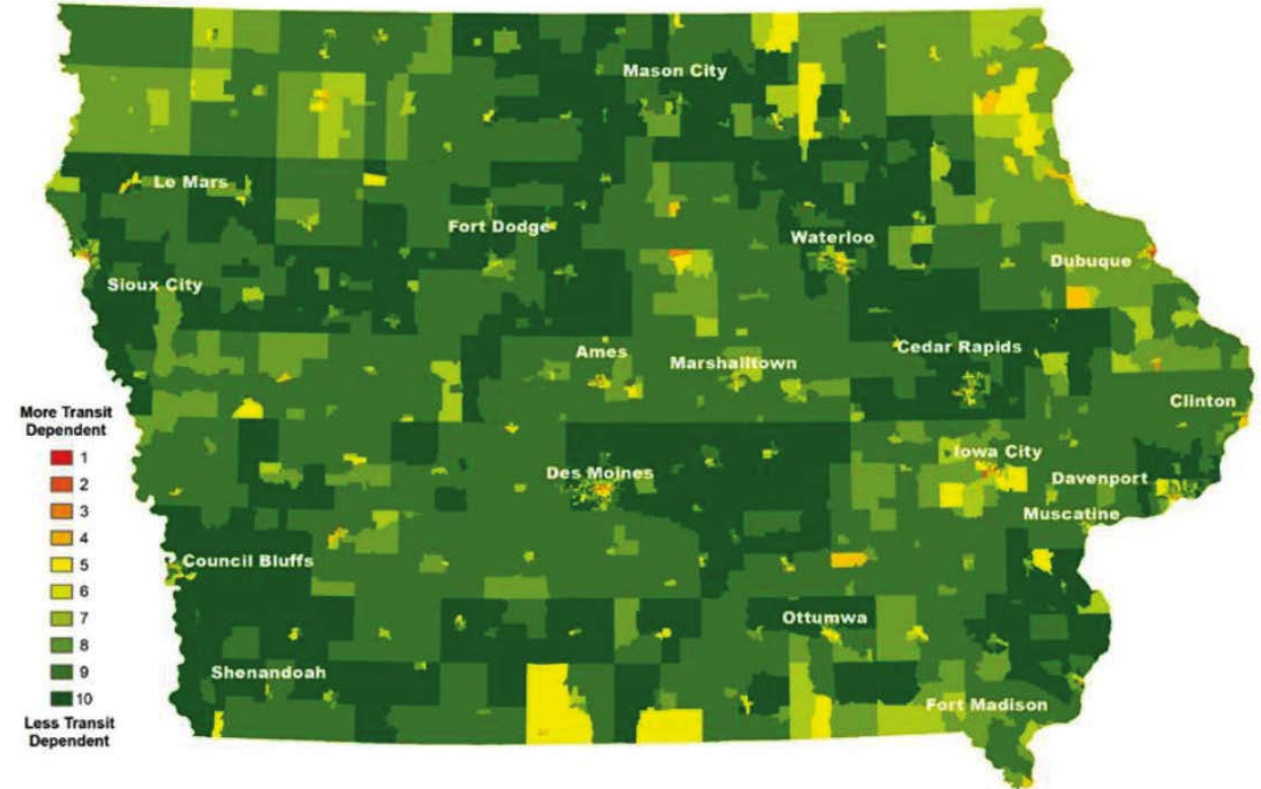 Mason City
Le Mars
Fort Dodge
Waterloo
Dubuque
Sioux City
Ames
Marshalltown
Cedar Rapids
Clinton
More Transit
Dependent
1
2
3
4
5
6
7
8
9
10
Less Transit
Dependent
Iowa City
Des Moines
Davenport
Muscatine
Council Bluffs
Ottumwa
Shenandoah
Fort Madison